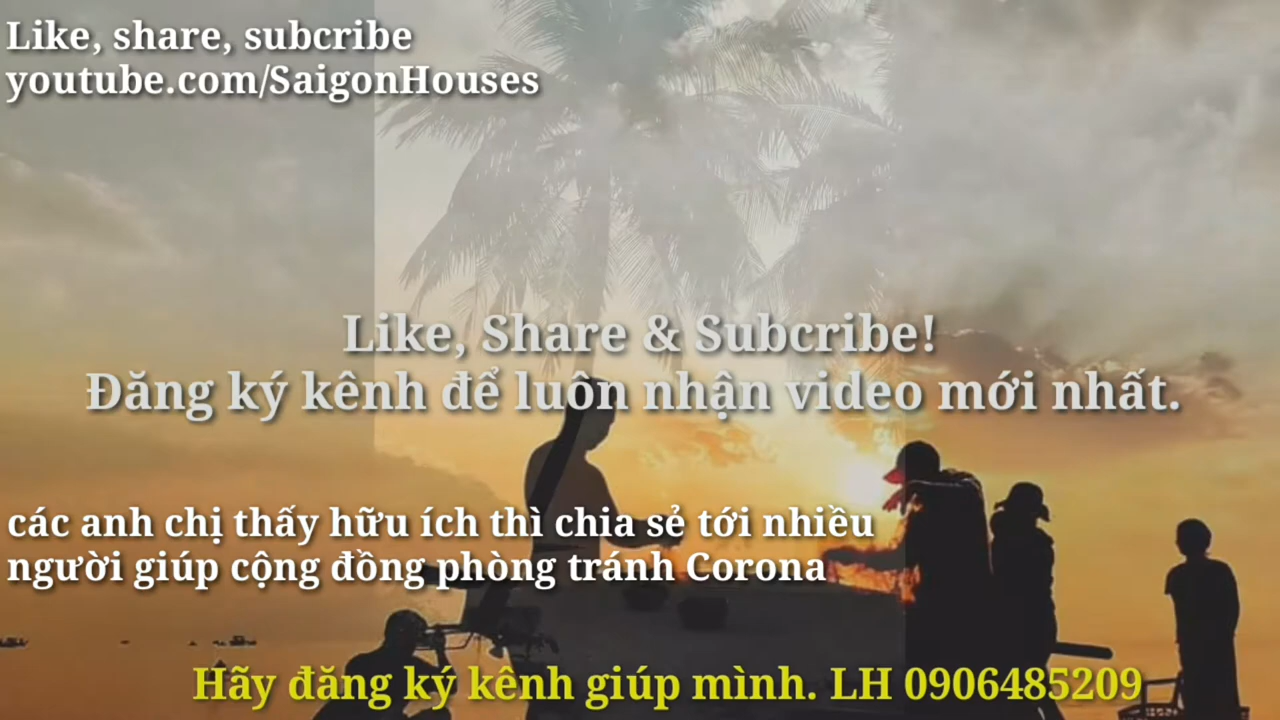 Like, share, subcribe
youtube.com/SaigonHouses
Like, Share & Subcribe!
Đăng ký kênh để luôn nhận video mới nhất.
các anh chị thấy hữu ích thì chia sẻ tới nhiều
người giúp cộng đồng phòng tránh Corona
Hãy đăng ký kênh giúp mình. LH 0906485209